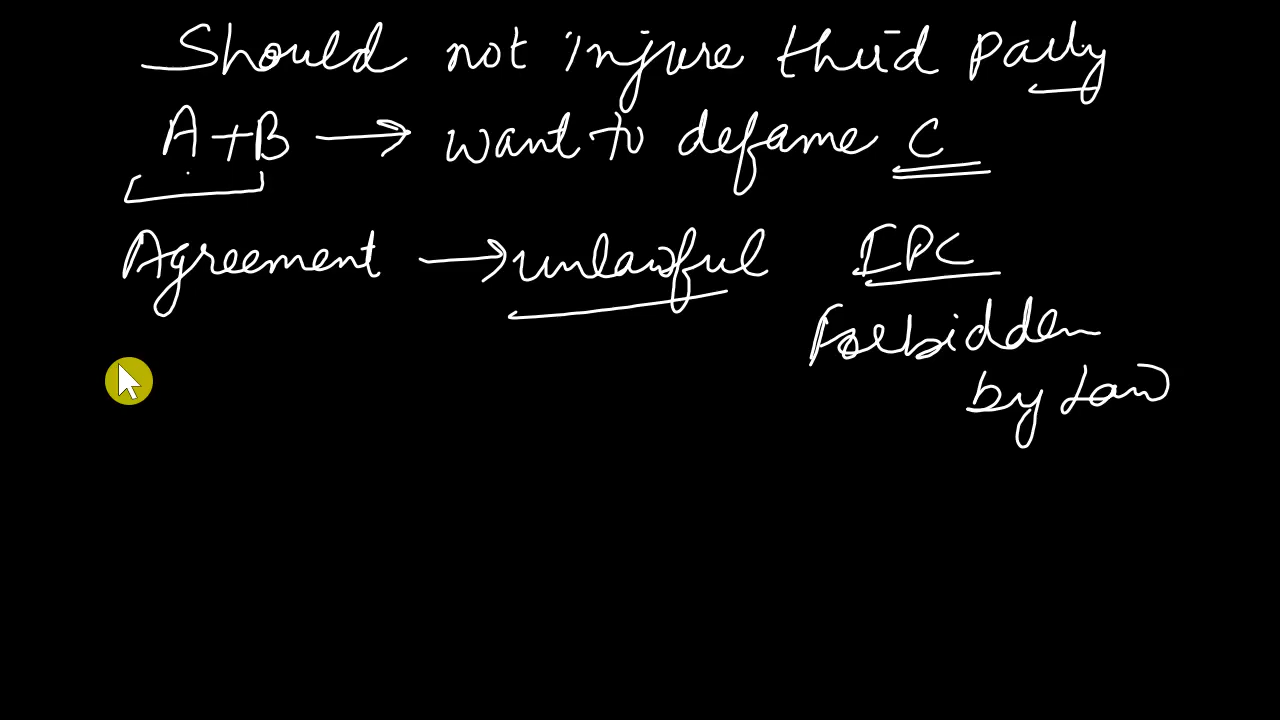 Should not injure third party
A+B → want to defame C
Agreement → unlawful IPC
Forbidden
by Law